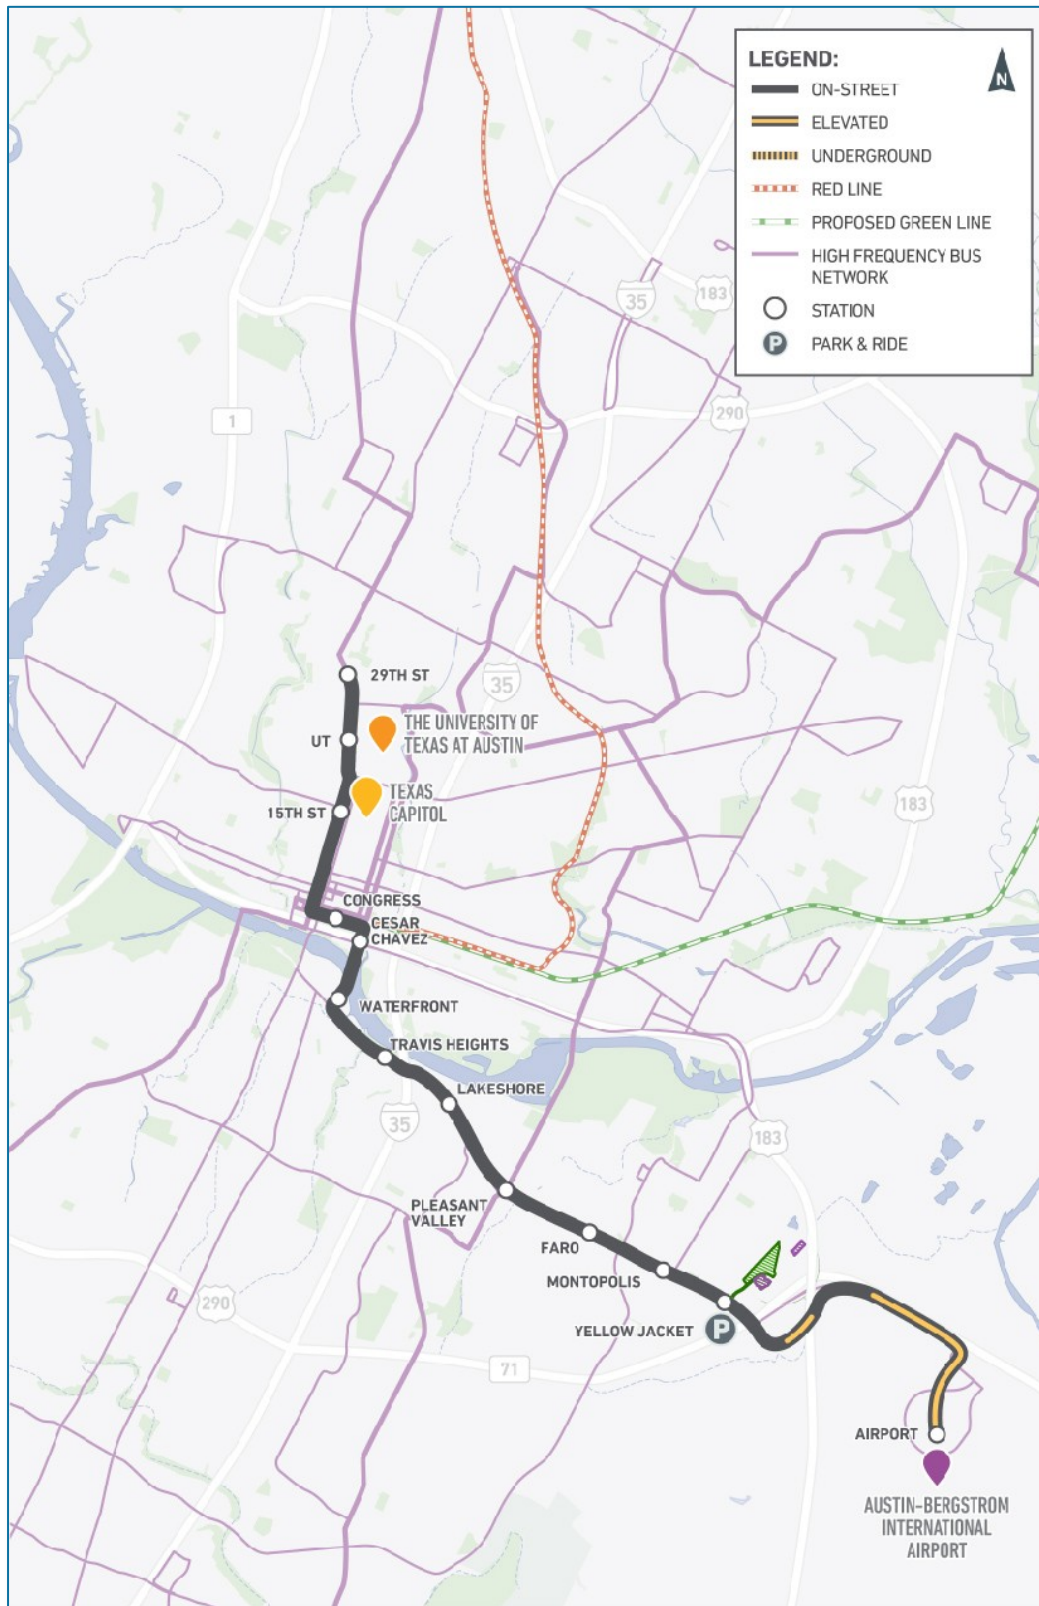 LEGEND:
N
ON-STREET
ELEVATED
UNDERGROUND
RED LINE
PROPOSED GREEN LINE
HIGH FREQUENCY BUS
NETWORK
STATION
P
PARK & RIDE
35
183
290
1
29TH ST
35
UT
THE UNIVERSITY OF
TEXAS AT AUSTIN
TEXAS
CAPITOL
15TH ST
183
CONGRESS
CESAR
CHAVEZ
WATERFRONT
TRAVIS HEIGHTS
LAKESHORE
35
183
PLEASANT
VALLEY
FARO
MONTOPOLIS
290
YELLOW JACKET
P
71
AIRPORT
AUSTIN-BERGSTROM
INTERNATIONAL
AIRPORT